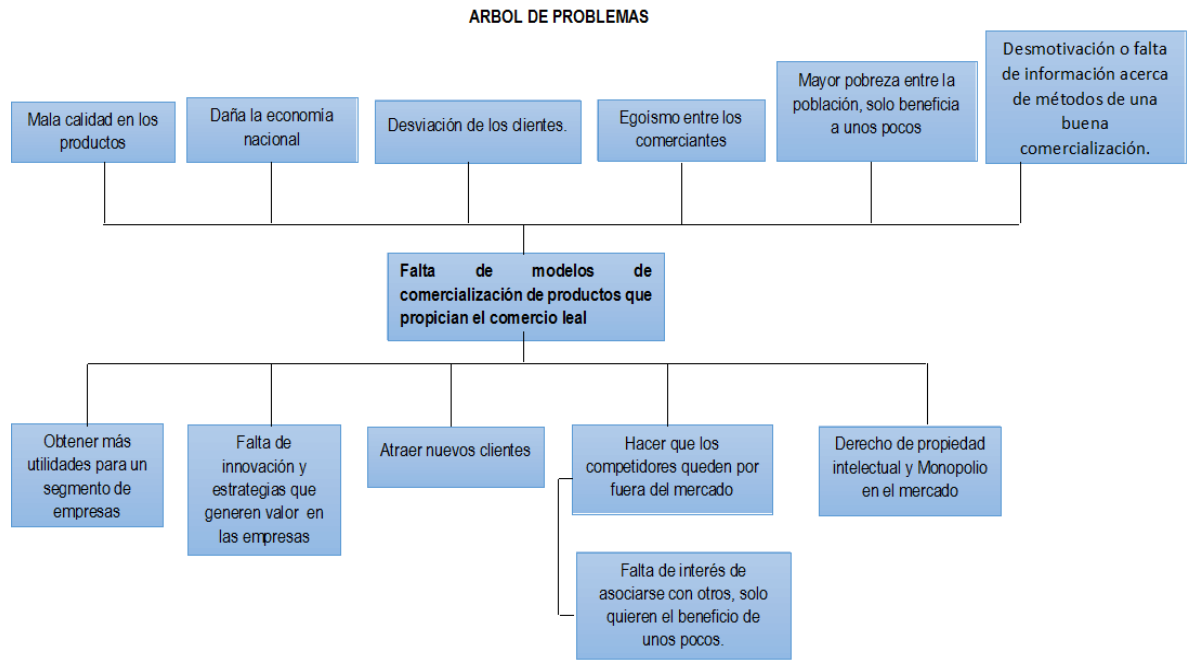 ARBOL DE PROBLEMAS
Mala calidad en los
productos
Daña la economía
nacional
Desviación de los clientes.
Egoísmo entre los
comerciantes
Mayor pobreza entre la
población, solo beneficia
a unos pocos
Desmotivación o falta
de información acerca
de métodos de una
buena
comercialización.
Falta de modelos de
comercialización de productos que
propician el comercio leal
Obtener más
utilidades para un
segmento de
empresas
Falta de
innovación y
estrategias que
generen valor en
las empresas
Atraer nuevos clientes
Hacer que los
competidores queden por
fuera del mercado
Derecho de propiedad
intelectual y Monopolio
en el mercado
Falta de interés de
asociarse con otros, solo
quieren el beneficio de
unos pocos.